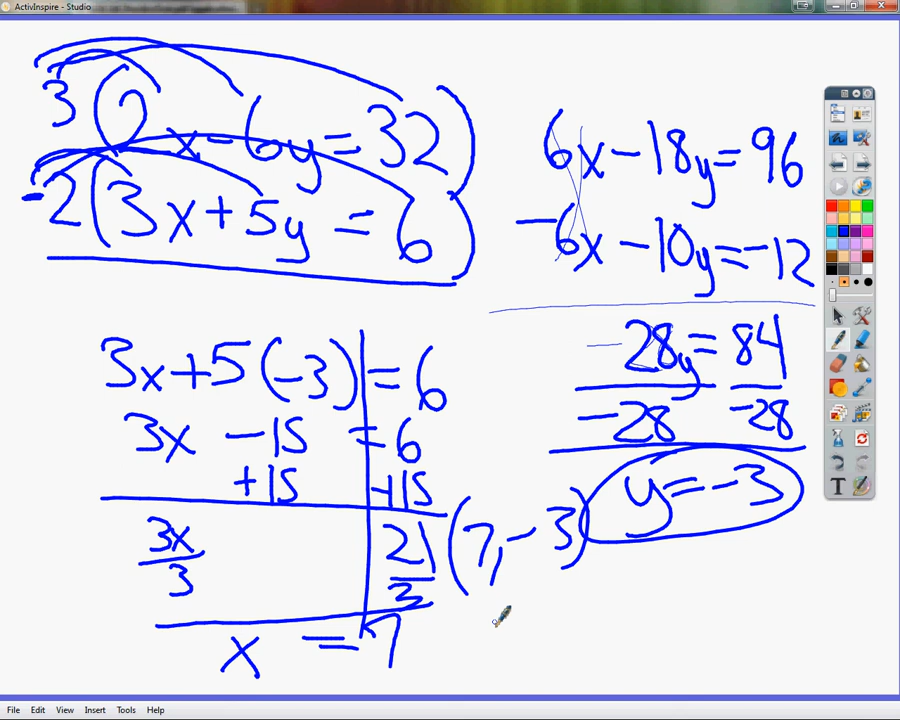 ActivInspire - Studio
3(2x-6y=32)
-2(3x+5y=6)
6x-18y=96
-6x-10y=-12
-28y=84
-28 -28
y=-3
3x+5(-3)=6
3x-15=6
+15 +15
3x 21
3 3
(7,-3)
x=7
File Edit View Insert Tools Help